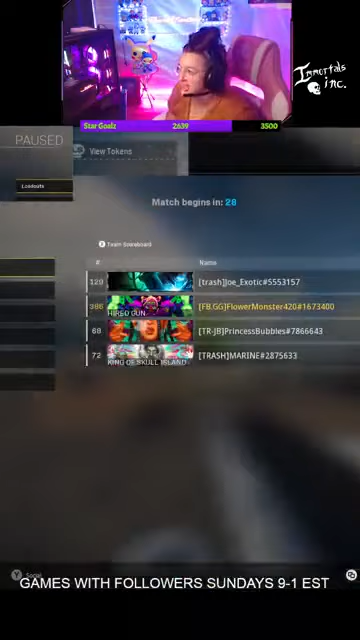 Immortals
inc.
Star Goalz 2639 3500
PAUSED
View Tokens
Loadouts
Match begins in: 28
Team Scoreboard
#: Name
129 [trash]Joe_Exotic#5553157
386 HIRED GUN [FB.GG]FlowerMonster420#1673400
68 [TR-JB]PrincessBubbles#7866643
72 KING OF SKULL ISLAND [TRASH]MARINE#2875633
Y Social
GAMES WITH FOLLOWERS SUNDAYS 9-1 EST